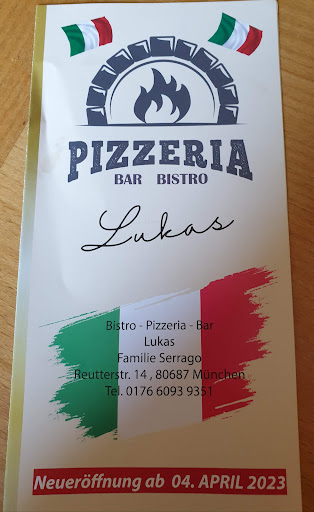 PIZZERIA
BAR BISTRO
Lukas
Bistro - Pizzeria - Bar
Lukas
Familie Serrago
Reutterstr. 14 , 80687 München
Tel. 0176 6093 9351
Neueröffnung ab 04. APRIL 2023